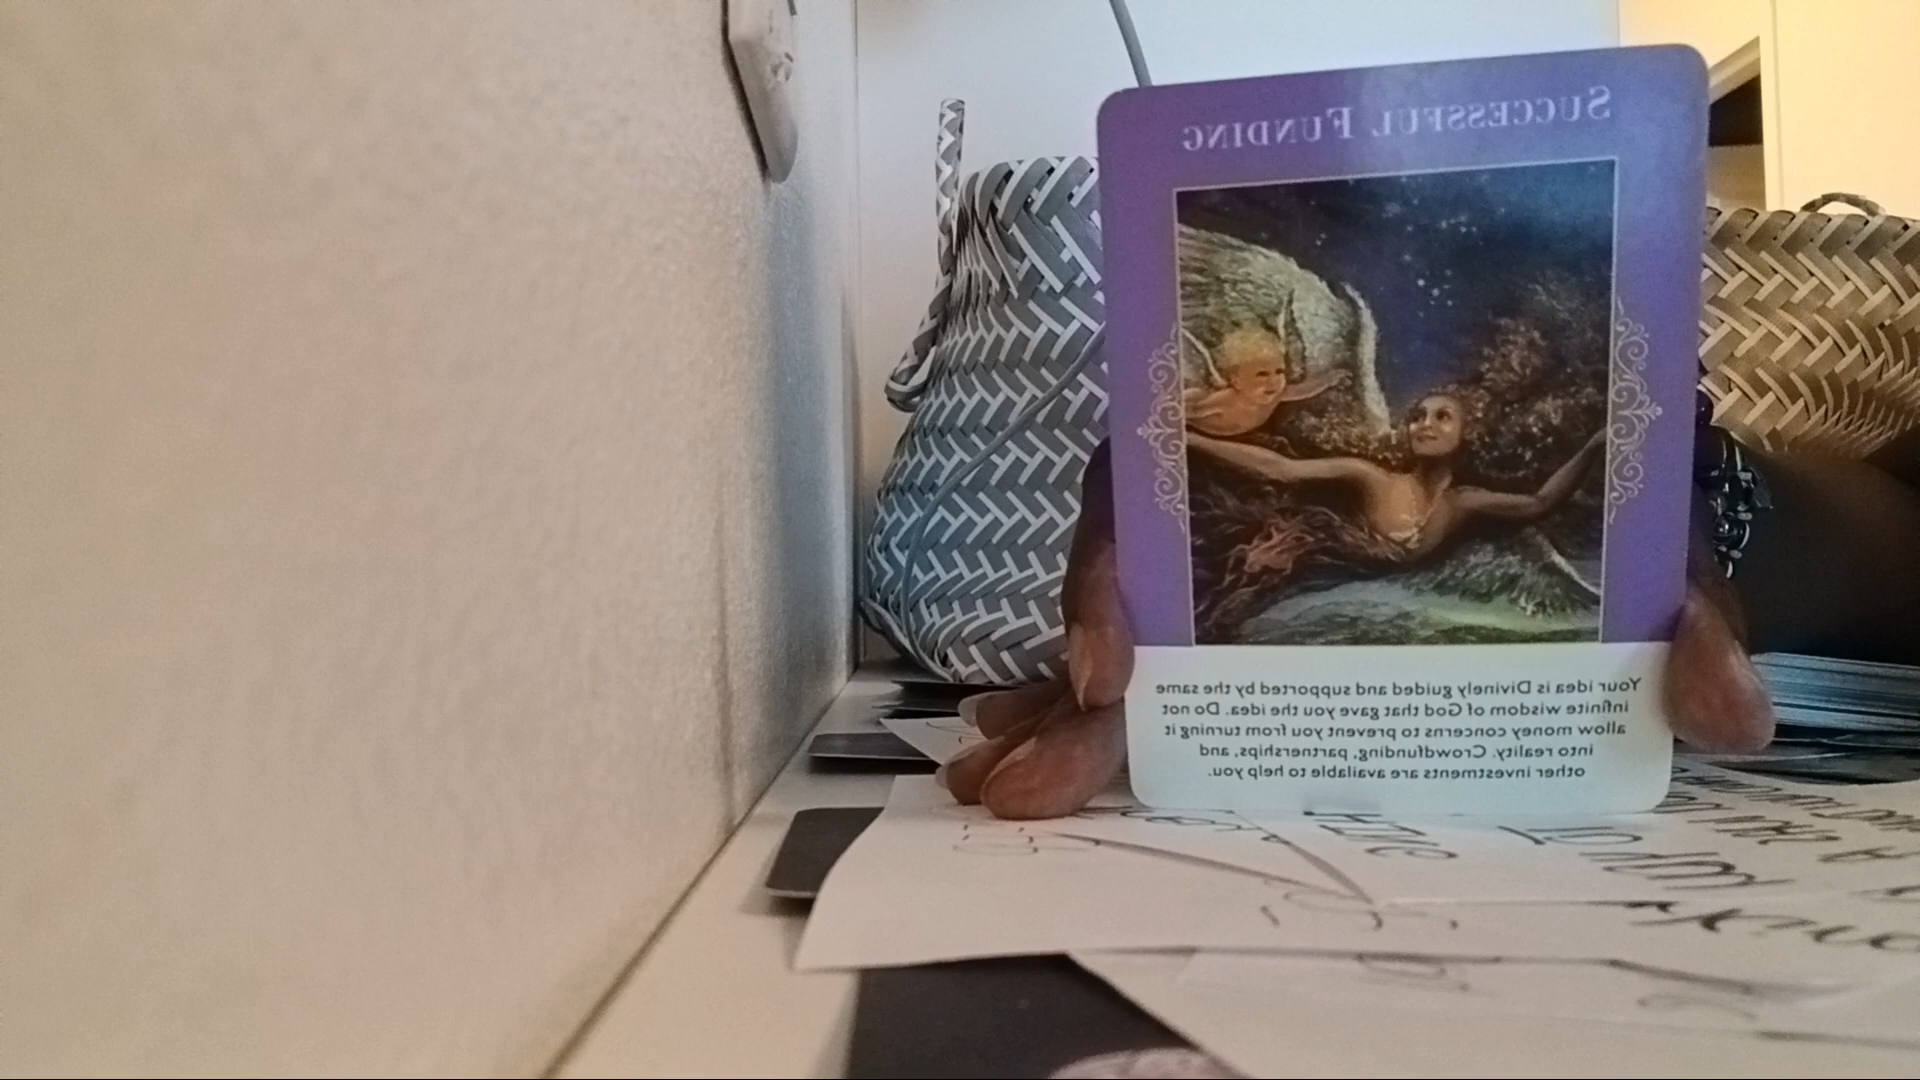 SUCCESSFUL FUNDING
Your idea is Divinely guided and supported by the same
infinite wisdom of God that gave you the idea. Do not
allow money concerns to prevent you from turning it
into reality. Crowdfunding, partnerships, and
other investments are available to help you.